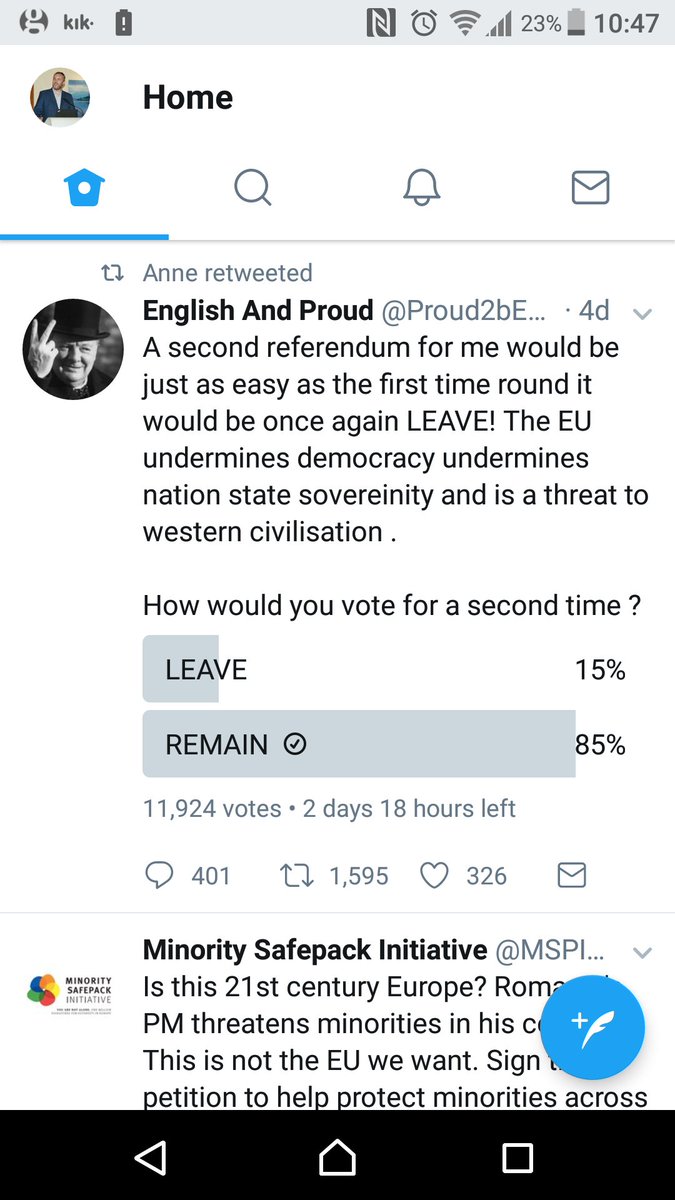 kik·
23% 10:47
Home
Anne retweeted
English And Proud @Proud2bE... · 4d
A second referendum for me would be
just as easy as the first time round it
would be once again LEAVE! The EU
undermines democracy undermines
nation state sovereinity and is a threat to
western civilisation .
How would you vote for a second time ?
LEAVE 15%
REMAIN 85%
11,924 votes • 2 days 18 hours left
401 1,595 326
Minority Safepack Initiative @MSPI...
MINORITY
SAFEPACK
INITIATIVE
Is this 21st century Europe?
PM threatens minorities in his
This is not the EU we want. Sign
petition to help protect minorities across